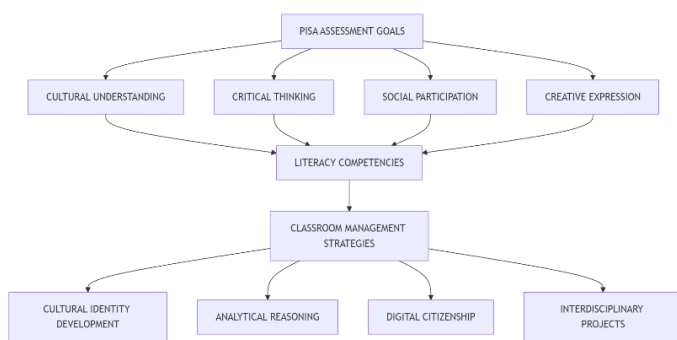 PISA ASSESSMENT GOALS
CULTURAL UNDERSTANDING
CRITICAL THINKING
SOCIAL PARTICIPATION
CREATIVE EXPRESSION
LITERACY COMPETENCIES
CLASSROOM MANAGEMENT
STRATEGIES
CULTURAL IDENTITY
DEVELOPMENT
ANALYTICAL REASONING
DIGITAL CITIZENSHIP
INTERDISCIPLINARY
PROJECTS